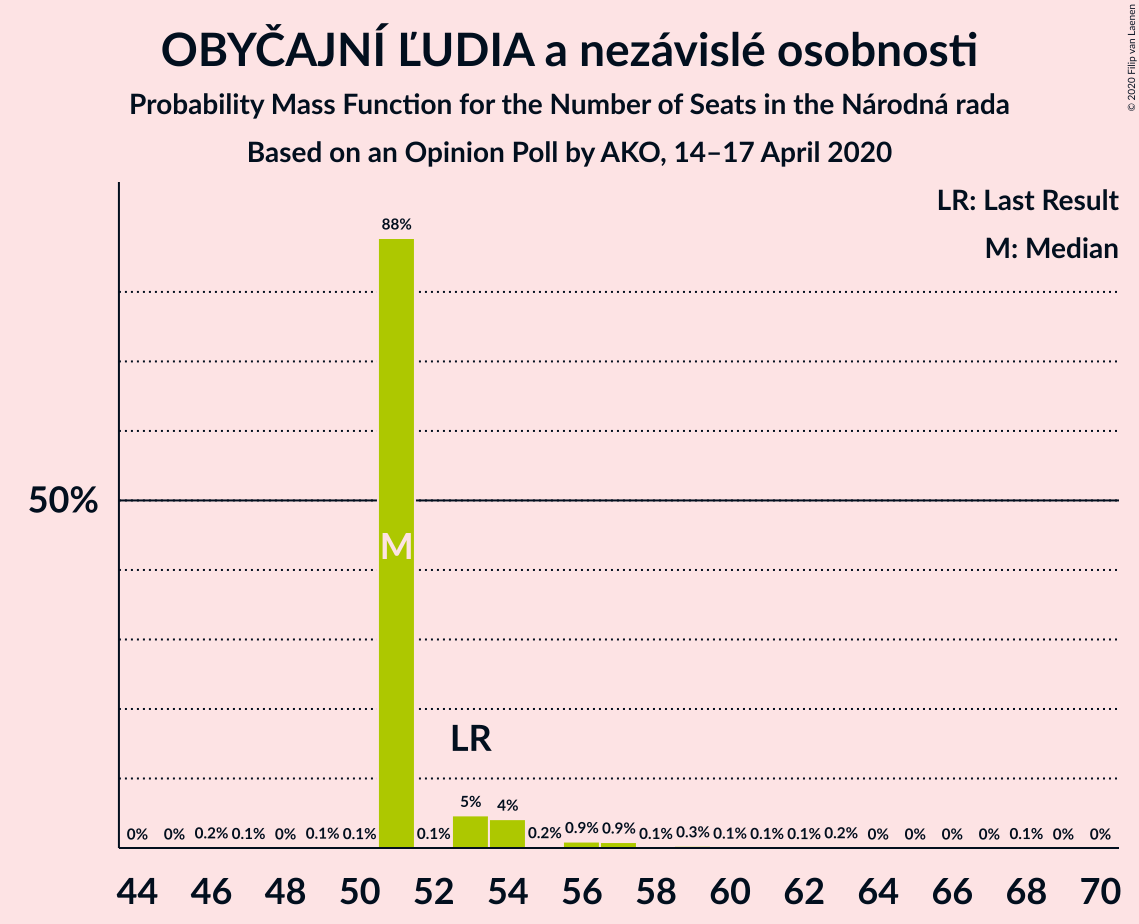 OBYČAJNÍ ĽUDIA a nezávislé osobnosti
Probability Mass Function for the Number of Seats in the Národná rada
Based on an Opinion Poll by AKO, 14–17 April 2020
© 2020 Filip van Laenen
LR: Last Result
M: Median
88%
50%
M
LR
0% 0% 0.2% 0.1% 0% 0.1% 0.1% 0.1% 5% 4% 0.2% 0.9% 0.9% 0.1% 0.3% 0.1% 0.1% 0.1% 0.2% 0% 0% 0% 0% 0.1% 0% 0%
44 46 48 50 52 54 56 58 60 62 64 66 68 70